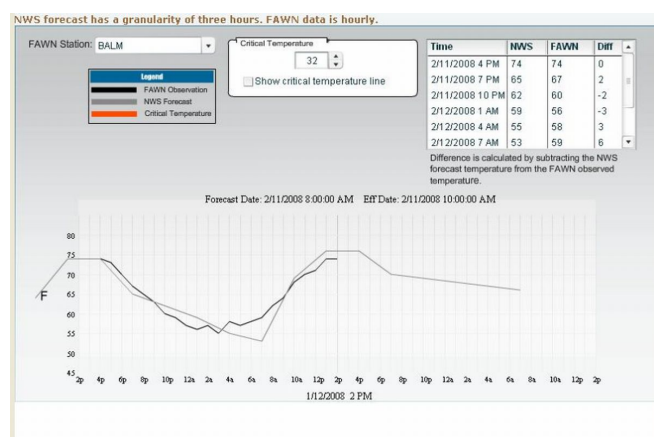 NWS forecast has a granularity of three hours. FAWN data is hourly.
FAWN Station: BALM
Critical Temperature
32
Show critical temperature line
Legend
FAWN Observation
NWS Forecast
Critical Temperature
Time NWS FAWN Diff
2/11/2008 4 PM 74 74 0
2/11/2008 7 PM 65 67 2
2/11/2008 10 PM 62 60 -2
2/12/2008 1 AM 59 56 -3
2/12/2008 4 AM 55 58 3
2/12/2008 7 AM 53 59 6
Difference is calculated by subtracting the NWS
forecast temperature from the FAWN observed
temperature.
Forecast Date: 2/11/2008 8:00:00 AM Eff Date: 2/11/2008 10:00:00 AM
80
75
70
F
65
60
55
50
45
2p 4p 6p 8p 10p 12a 2a 4a 6a 8a 10a 12p 2p 4p 6p 8p 10p 12a 2a 4a 6a 8a 10a 12p 2p
1/12/2008 2 PM